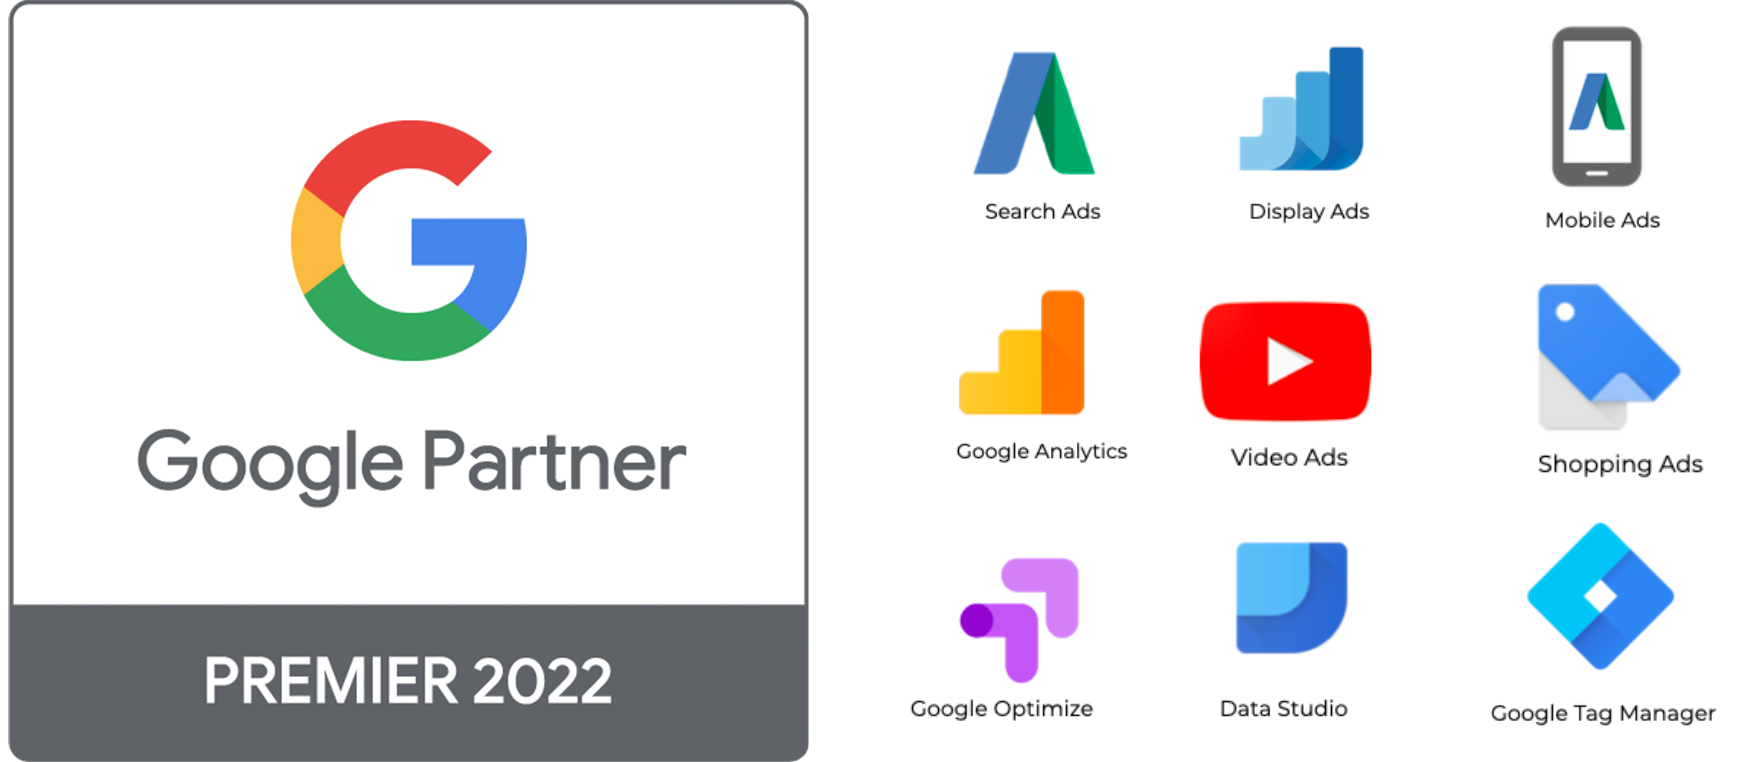 Google Partner
PREMIER 2022
Search Ads
Display Ads
Mobile Ads
Google Analytics
Video Ads
Shopping Ads
Google Optimize
Data Studio
Google Tag Manager